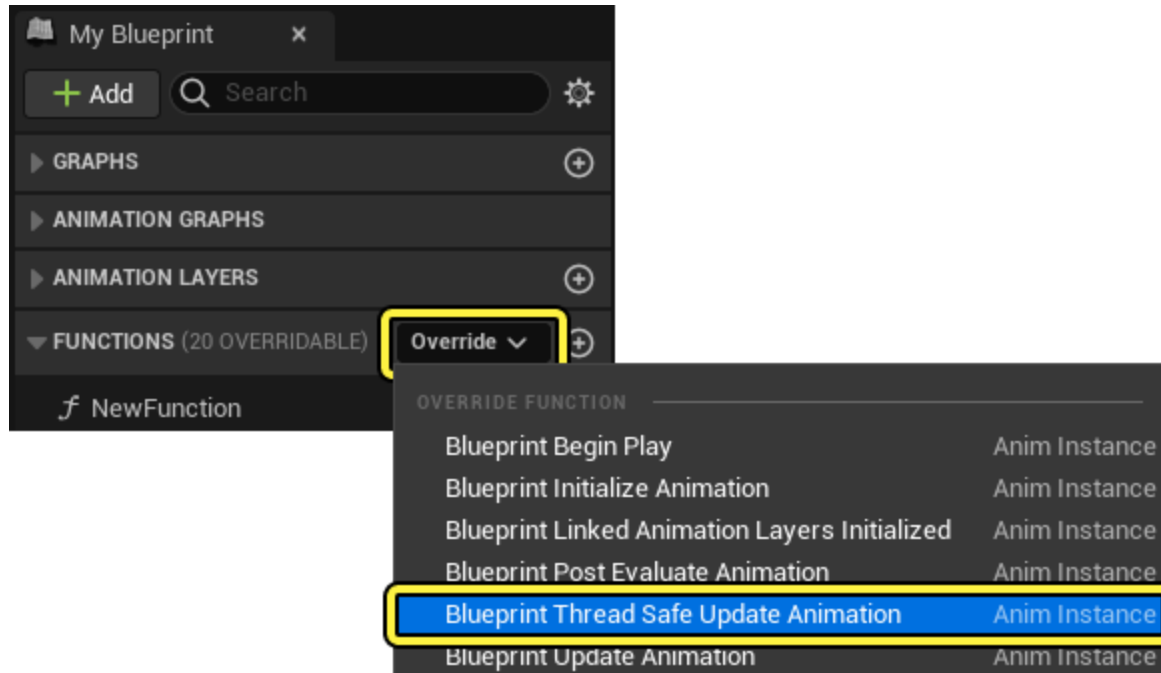 My Blueprint
Add Search
GRAPHS
ANIMATION GRAPHS
ANIMATION LAYERS
FUNCTIONS (20 OVERRIDABLE) Override
NewFunction
OVERRIDE FUNCTION
Blueprint Begin Play Anim Instance
Blueprint Initialize Animation Anim Instance
Blueprint Linked Animation Layers Initialized Anim Instance
Blueprint Post Evaluate Animation Anim Instance
Blueprint Thread Safe Update Animation Anim Instance
Blueprint Update Animation Anim Instance